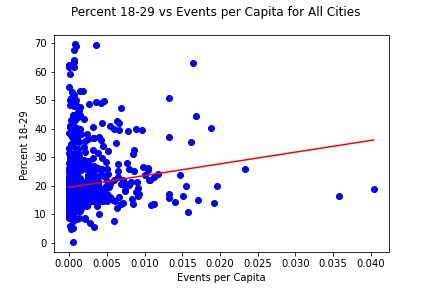 Percent 18-29 vs Events per Capita for All Cities
70
60
50
40
30
20
10
0
Percent 18-29
0.000 0.005 0.010 0.015 0.020 0.025 0.030 0.035 0.040
Events per Capita